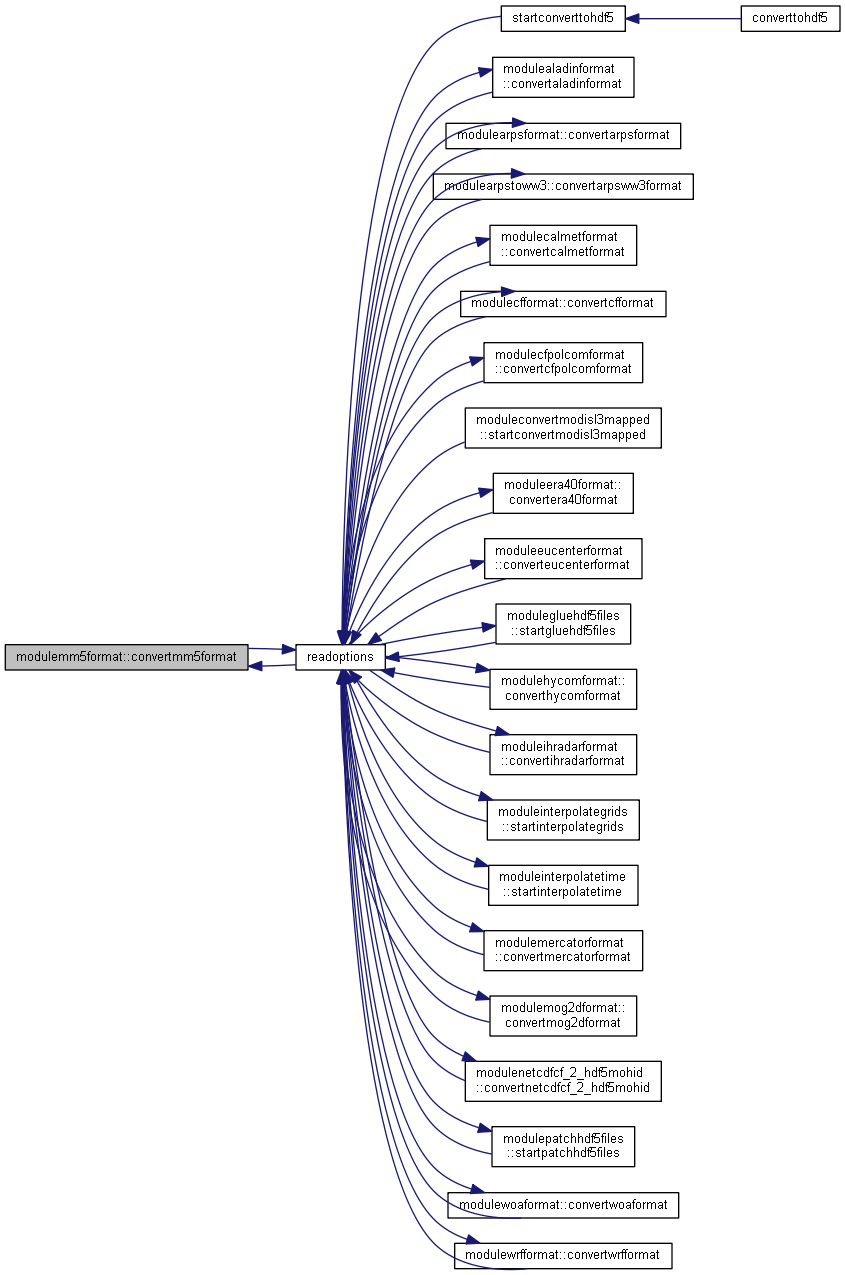 startconverttohdf5
converttohdf5
modulealadinformat
::convertaladinformat
modulearpsformat::convertarpsformat
modulearpstoww3::convertarpsww3format
modulecalmetformat
::convertcalmetformat
modulecfformat::convertcfformat
modulecfpolcomformat
::convertcfpolcomformat
moduleconvertmodisl3mapped
::startconvertmodisl3mapped
moduleera40format::
convertera40format
moduleeucenterformat
::converteucenterformat
modulegluehdf5files
::startgluehdf5files
modulemm5format::convertmm5format
readoptions
modulehycomformat::
converthycomformat
moduleihradarformat
::convertihradarformat
moduleinterpolategrids
::startinterpolategrids
moduleinterpolatetime
::startinterpolatetime
modulemercatorformat
::convertmercatorformat
modulemog2dformat::
convertmog2dformat
modulenetcdfcf_2_hdf5mohid
::convertnetcdfcf_2_hdf5mohid
modulepatchhdf5files
::startpatchhdf5files
modulewoaformat::convertwoaformat
modulewrfformat::convertwrfformat